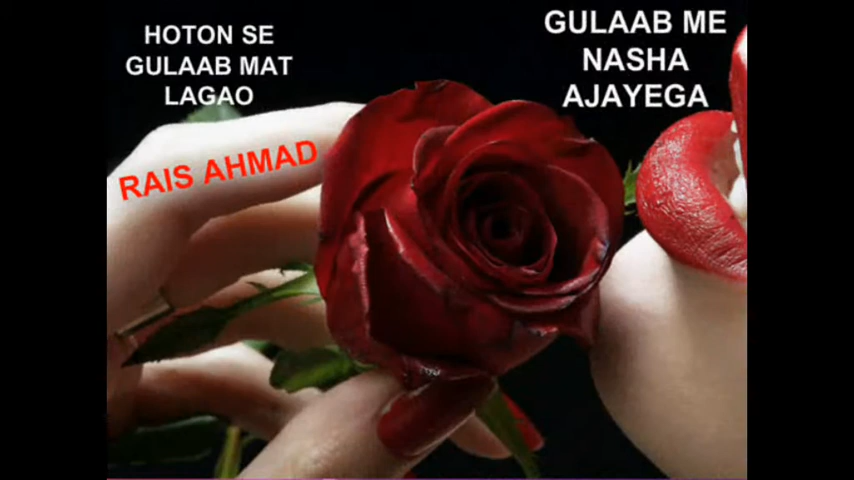 HOTON SE
GULAAB MAT
LAGAO
GULAAB ME
NASHA
AJAYEGA
RAIS AHMAD